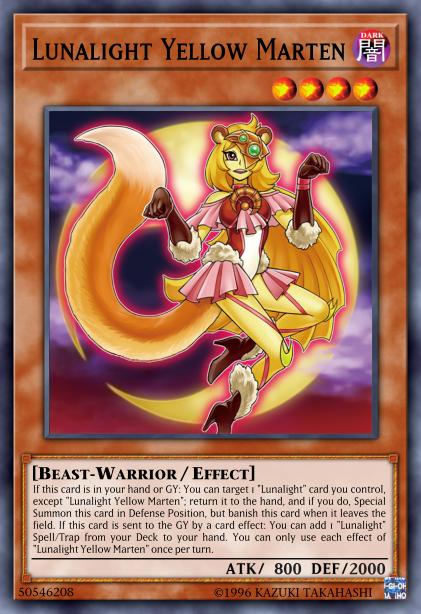 LUNALIGHT YELLOW MARTEN
DARK
闇
[BEAST-WARRIOR / EFFECT]
If this card is in your hand or GY: You can target 1 "Lunalight" card you control,
except "Lunalight Yellow Marten"; return it to the hand, and if you do, Special
Summon this card in Defense Position, but banish this card when it leaves the
field. If this card is sent to the GY by a card effect: You can add 1 "Lunalight"
Spell/Trap from your Deck to your hand. You can only use each effect of
"Lunalight Yellow Marten" once per turn.
ATK/ 800 DEF/2000
50546208
©1996 KAZUKI TAKAHASHI